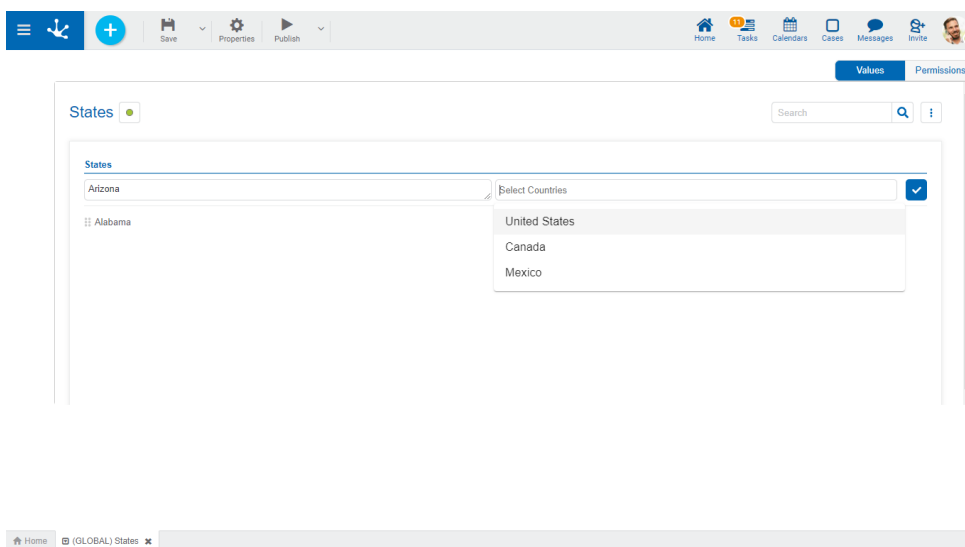 Save
Properties
Publish
Home
11
Tasks
Calendars
Cases
Messages
Invite
Values
Permissions
States
Search
States
Arizona
Select Countries
Alabama
United States
Canada
Mexico
Home
(GLOBAL) States